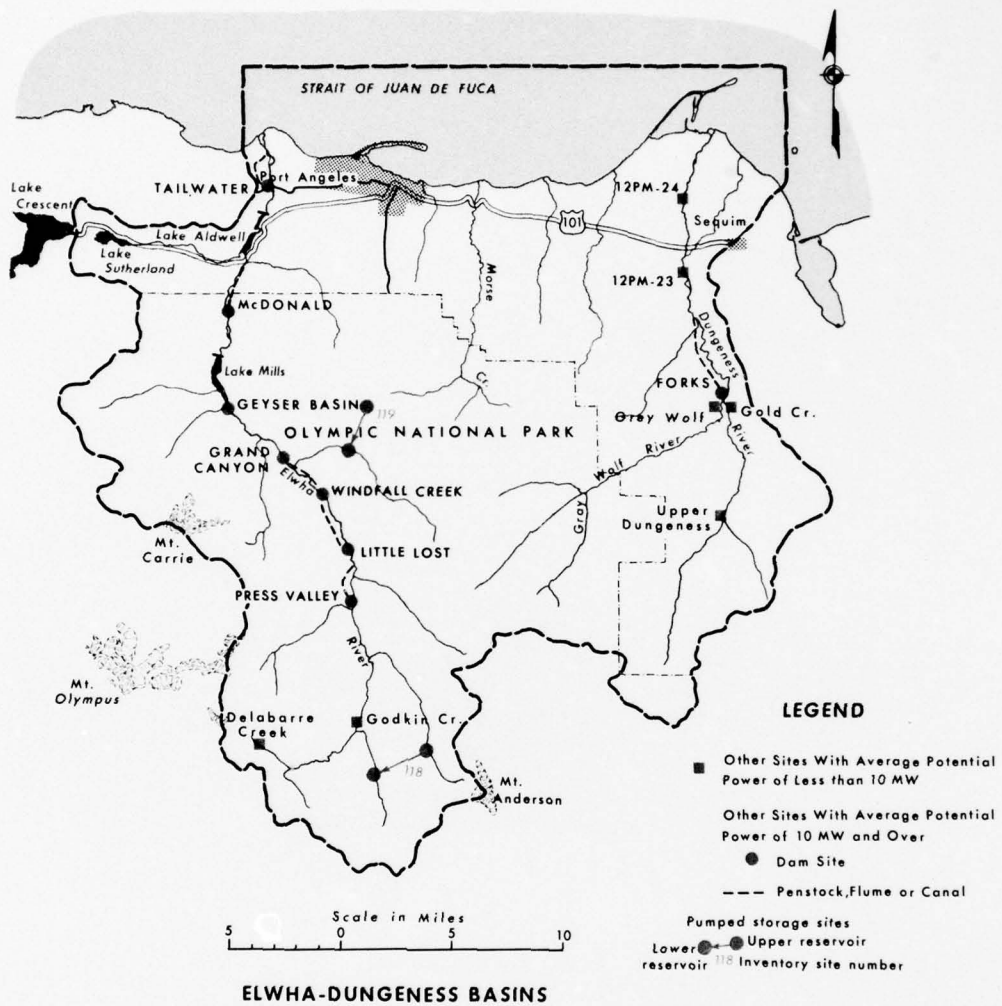 STRAIT OF JUAN DE FUCA
Port Angeles
TAILWATER
12PM-24
Lake
Crescent
Lake Aldwell
101
Sequim
Lake
Sutherland
12PM-23
McDONALD
Morse
Cr.
Dungeness
River
Lake Mills
FORKS
GEYSER BASIN
119
Gray Wolf
Gold Cr.
OLYMPIC NATIONAL PARK
GRAND
CANYON
Elwha
River
Gray
Wolf
River
WINDFALL CREEK
Upper
Dungeness
Mt.
Carrie
LITTLE LOST
PRESS VALLEY
Mt.
Olympus
Delabarre
Creek
Godkin Cr.
118
Mt.
Anderson
LEGEND
Other Sites With Average Potential
Power of Less than 10 MW
Other Sites With Average Potential
Power of 10 MW and Over
Dam Site
Penstock,Flume or Canal
Pumped storage sites
Upper reservoir
Lower
reservoir
118 Inventory site number
Scale in Miles
5 0 5 10
ELWHA-DUNGENESS BASINS